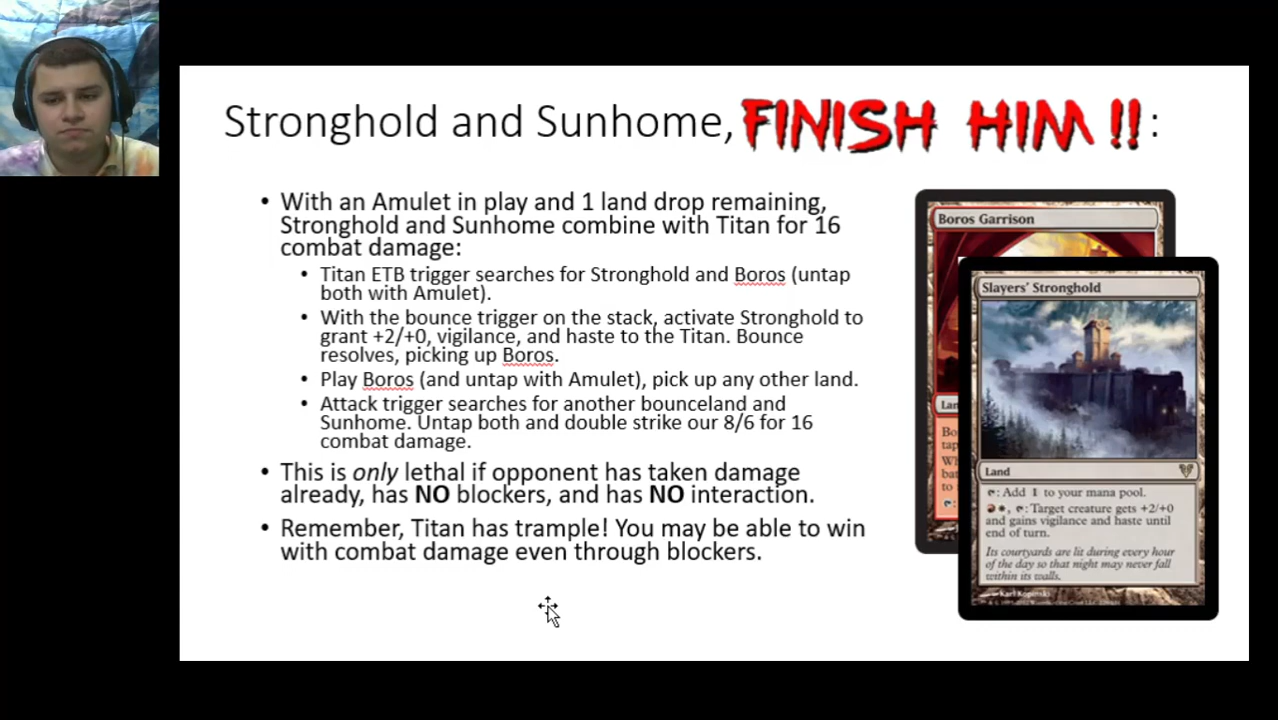 Stronghold and Sunhome, FINISH HIM !! :
• With an Amulet in play and 1 land drop remaining,
Stronghold and Sunhome combine with Titan for 16
combat damage:
• Titan ETB trigger searches for Stronghold and Boros (untap
both with Amulet).
• With the bounce trigger on the stack, activate Stronghold to
grant +2/+0, vigilance, and haste to the Titan. Bounce
resolves, picking up Boros.
• Play Boros (and untap with Amulet), pick up any other land.
• Attack trigger searches for another bounceland and
Sunhome. Untap both and double strike our 8/6 for 16
combat damage.
• This is only lethal if opponent has taken damage
already, has NO blockers, and has NO interaction.
• Remember, Titan has trample! You may be able to win
with combat damage even through blockers.
Boros Garrison
Slayers' Stronghold
Land
: Add 1 to your mana pool.
, : Target creature gets +2/+0
and gains vigilance and haste until
end of turn.
Its courtyards are lit during every hour
of the day so that night may never fall
within its walls.
Karl Kopinski